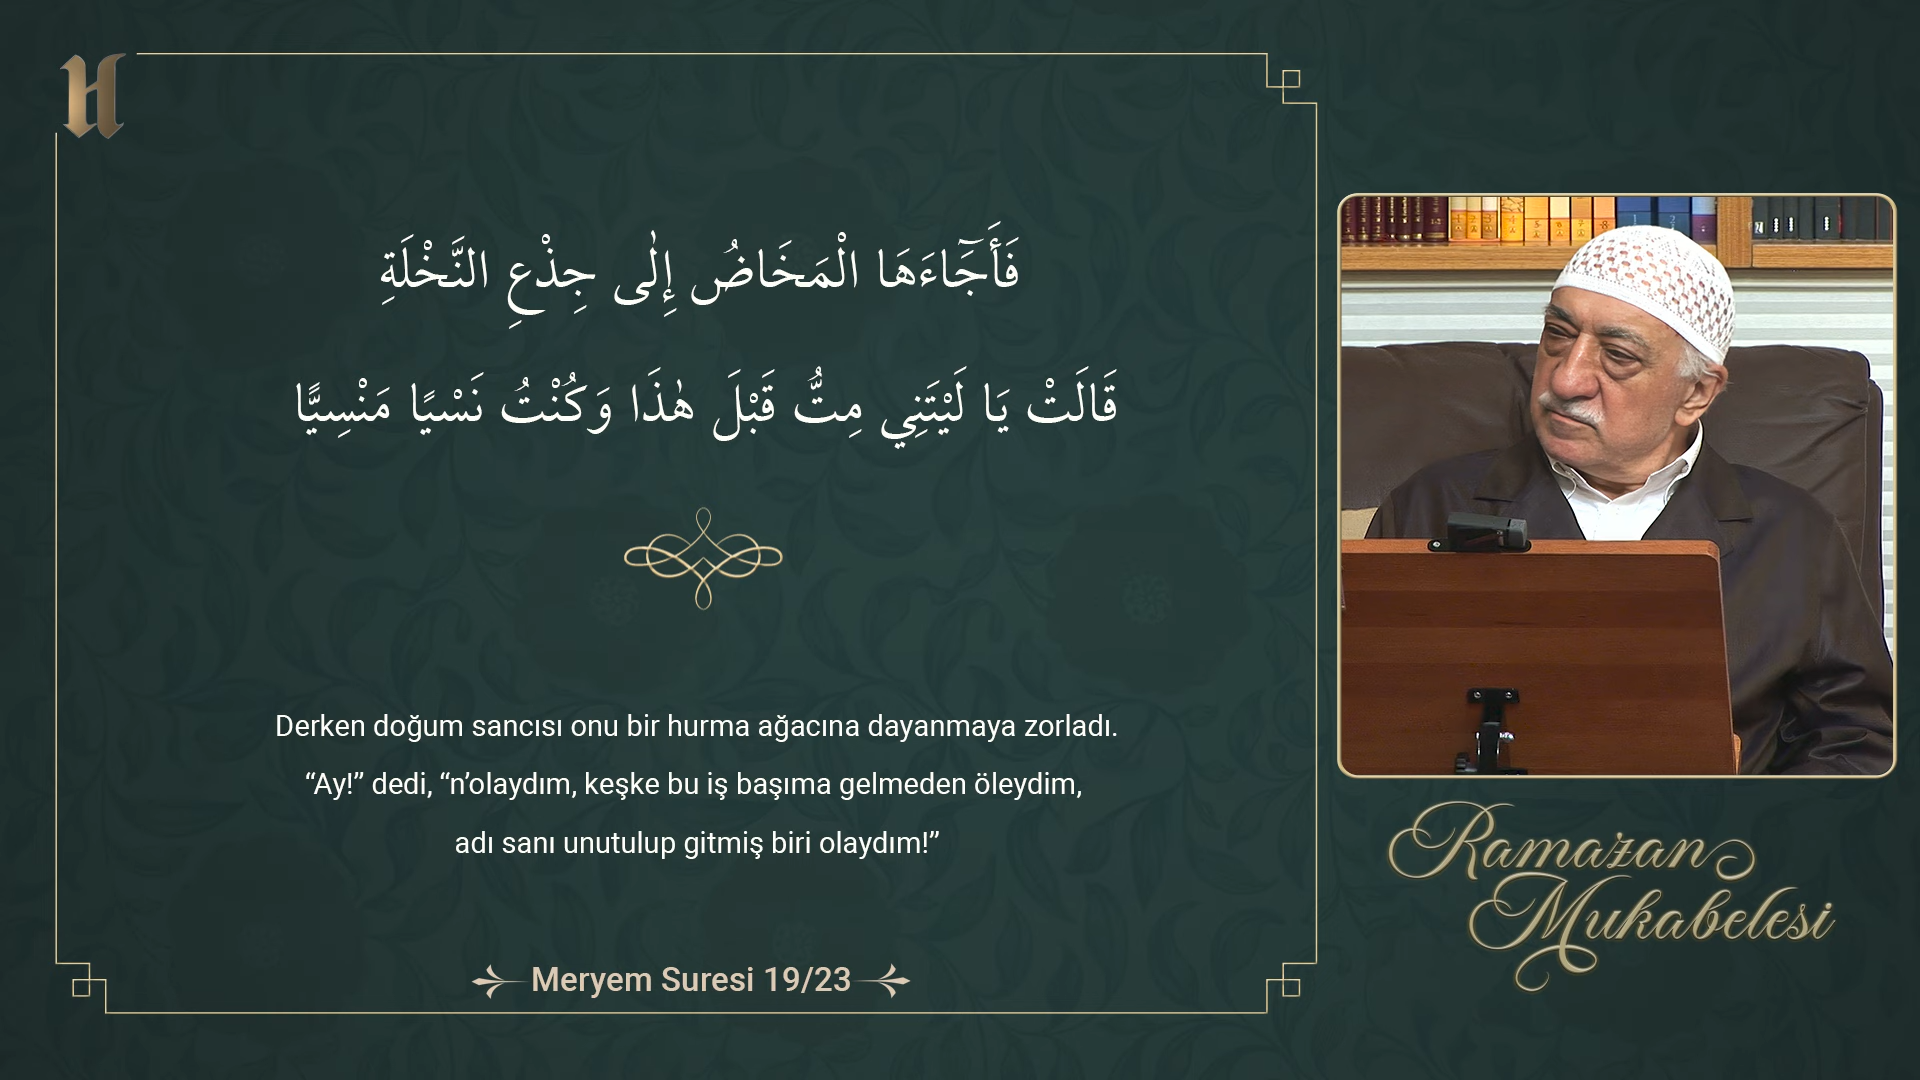 فَأَجَٓاءَهَا الْمَخَاضُ إِلٰى جِذْعِ النَّخْلَةِ
قَالَتْ يَا لَيْتَنِي مِتُّ قَبْلَ هٰذَا وَكُنْتُ نَسْيًا مَنْسِيًّا
Derken doğum sancısı onu bir hurma ağacına dayanmaya zorladı.
“Ay!” dedi, “n’olaydım, keşke bu iş başıma gelmeden öleydim,
adı sanı unutulup gitmiş biri olaydım!”
Meryem Suresi 19/23
Ramazan
Mukabelesi